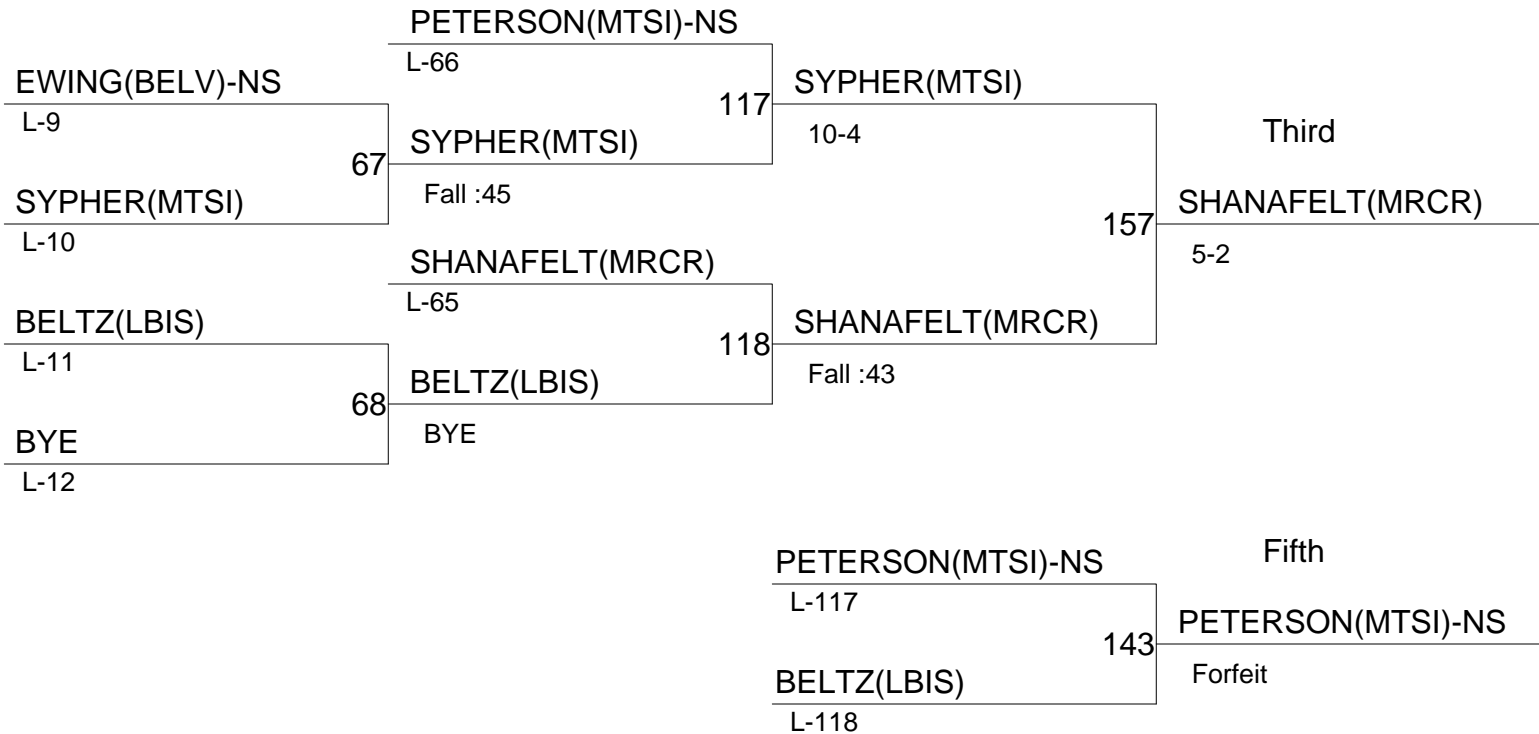 PETERSON(MTSI)-NS
L-66
EWING(BELV)-NS
L-9
117
SYPHER(MTSI)
10-4
67
SYPHER(MTSI)
Fall :45
Third
SYPHER(MTSI)
L-10
157
SHANAFELT(MRCR)
5-2
SHANAFELT(MRCR)
L-65
BELTZ(LBIS)
L-11
118
SHANAFELT(MRCR)
Fall :43
68
BELTZ(LBIS)
BYE
BYE
L-12
Fifth
PETERSON(MTSI)-NS
L-117
143
PETERSON(MTSI)-NS
Forfeit
BELTZ(LBIS)
L-118